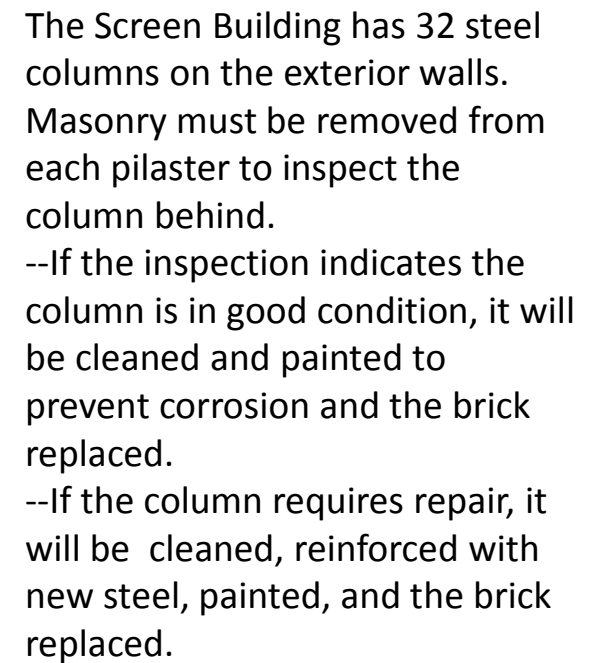 The Screen Building has 32 steel
columns on the exterior walls.
Masonry must be removed from
each pilaster to inspect the
column behind.
--If the inspection indicates the
column is in good condition, it will
be cleaned and painted to
prevent corrosion and the brick
replaced.
--If the column requires repair, it
will be  cleaned, reinforced with
new steel, painted, and the brick
replaced.